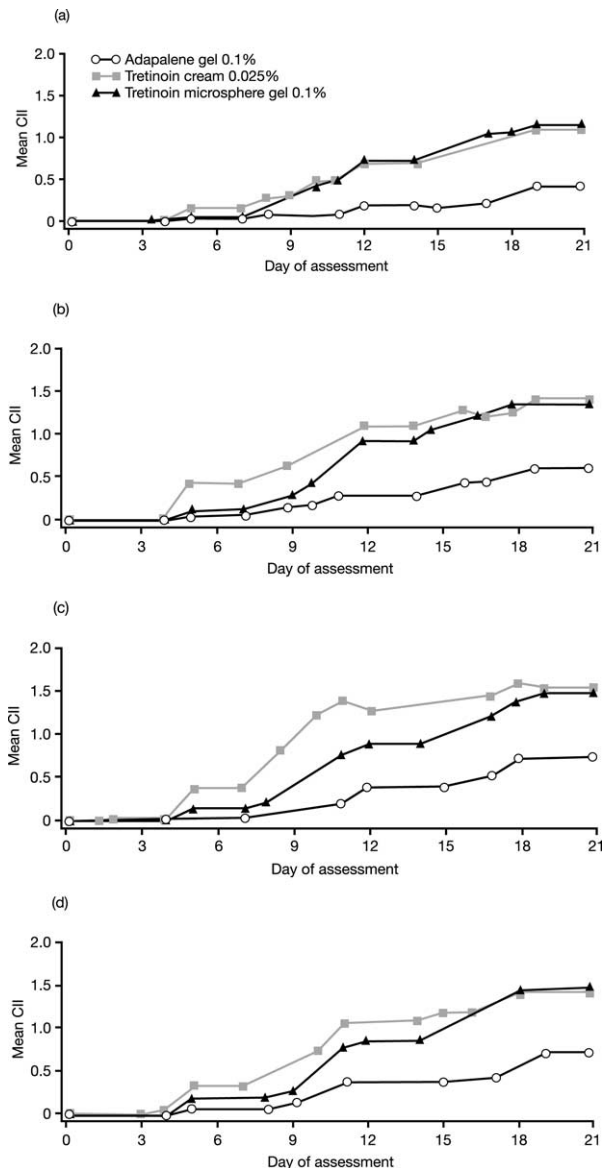 (a)
2.0
Adapalene gel 0.1%
Tretinoin cream 0.025%
1.5
Tretinoin microsphere gel 0.1%
Mean CII
1.0
0.5
0
0 3 6 9 12 15 18 21
Day of assessment
(b)
2.0
1.5
Mean CII
1.0
0.5
0
0 3 6 9 12 15 18 21
Day of assessment
(c)
2.0
1.5
Mean CII
1.0
0.5
0
0 3 6 9 12 15 18 21
Day of assessment
(d)
2.0
1.5
Mean CII
1.0
0.5
0
0 3 6 9 12 15 18 21
Day of assessment